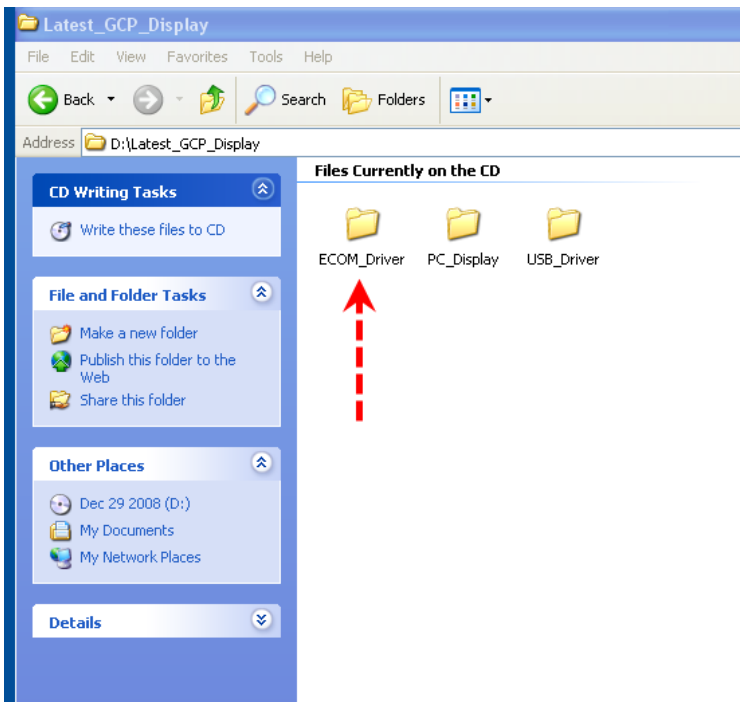 Latest_GCP_Display
File Edit View Favorites Tools Help
Back Search Folders
Address D:\Latest_GCP_Display
Files Currently on the CD
CD Writing Tasks
Write these files to CD
ECOM_Driver PC_Display USB_Driver
File and Folder Tasks
Make a new folder
Publish this folder to the
Web
Share this folder
Other Places
Dec 29 2008 (D:)
My Documents
My Network Places
Details